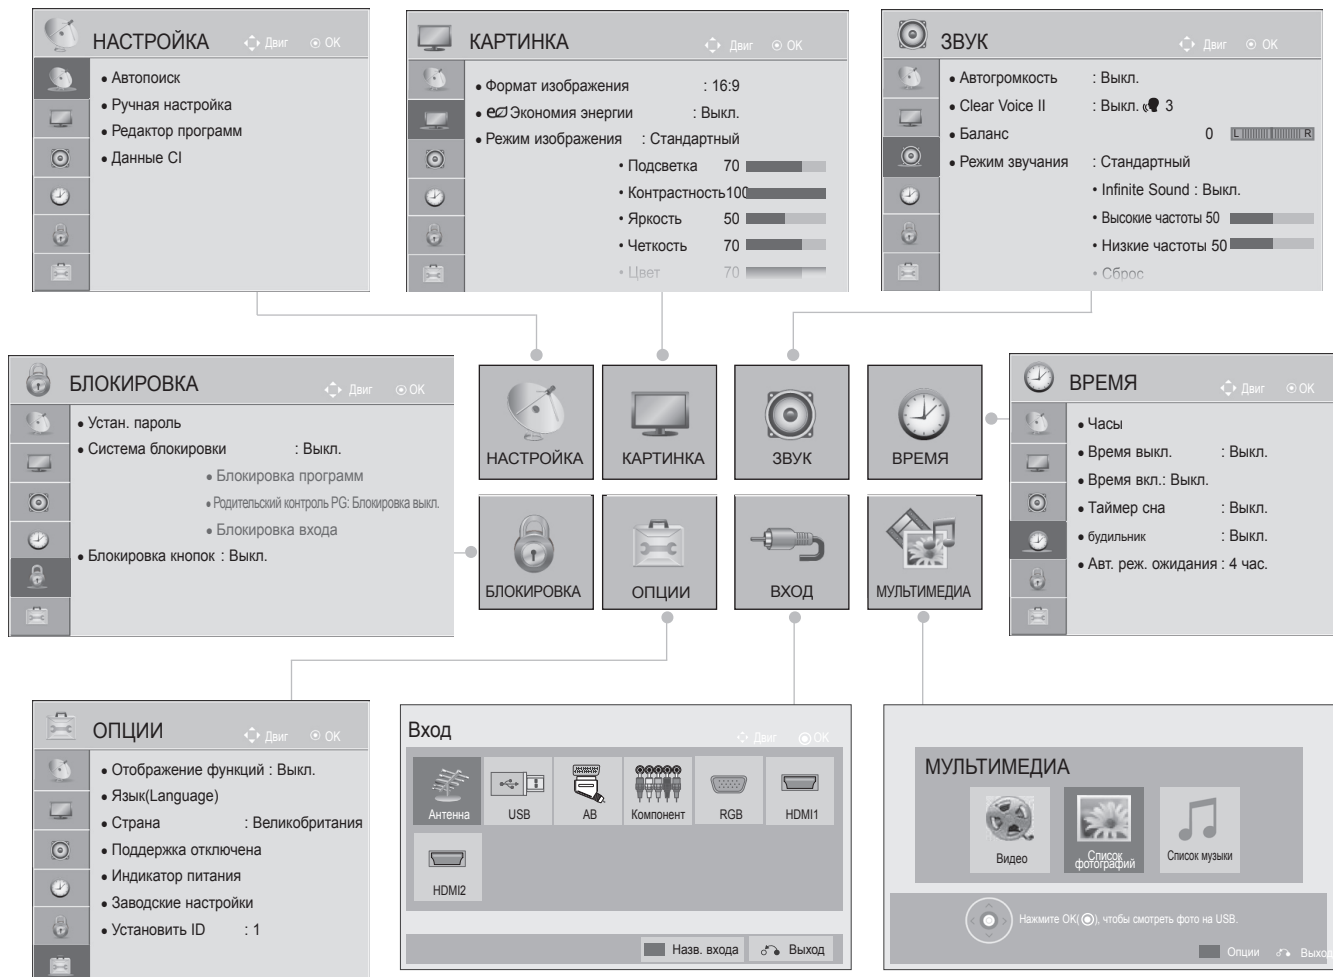 НАСТРОЙКА Двиг OK
Автопоиск
Ручная настройка
Редактор программ
Данные CI
КАРТИНКА Двиг OK
Формат изображения : 16:9
Экономия энергии : Выкл.
Режим изображения : Стандартный
Подсветка 70
Контрастность100
Яркость 50
Четкость 70
Цвет 70
ЗВУК Двиг OK
Автогромкость : Выкл.
Clear Voice II : Выкл. 3
Баланс 0 L R
Режим звучания : Стандартный
Infinite Sound : Выкл.
Высокие частоты 50
Низкие частоты 50
Сброс
БЛОКИРОВКА Двиг OK
Устан. пароль
Система блокировки : Выкл.
Блокировка программ
Родительский контроль PG: Блокировка выкл.
Блокировка входа
Блокировка кнопок : Выкл.
НАСТРОЙКА КАРТИНКА ЗВУК ВРЕМЯ
БЛОКИРОВКА ОПЦИИ ВХОД МУЛЬТИМЕДИА
ВРЕМЯ Двиг OK
Часы
Время выкл. : Выкл.
Время вкл.: Выкл.
Таймер сна : Выкл.
будильник : Выкл.
Авт. реж. ожидания : 4 час.
ОПЦИИ Двиг OK
Отображение функций : Выкл.
Язык(Language)
Страна : Великобритания
Поддержка отключена
Индикатор питания
Заводские настройки
Установить ID : 1
Вход Двиг OK
Антенна USB АВ Компонент RGB HDMI1
HDMI2
Назв. входа Выход
МУЛЬТИМЕДИА
Видео Список фотографий Список музыки
Нажмите OK( ), чтобы смотреть фото на USB.
Опции Выход